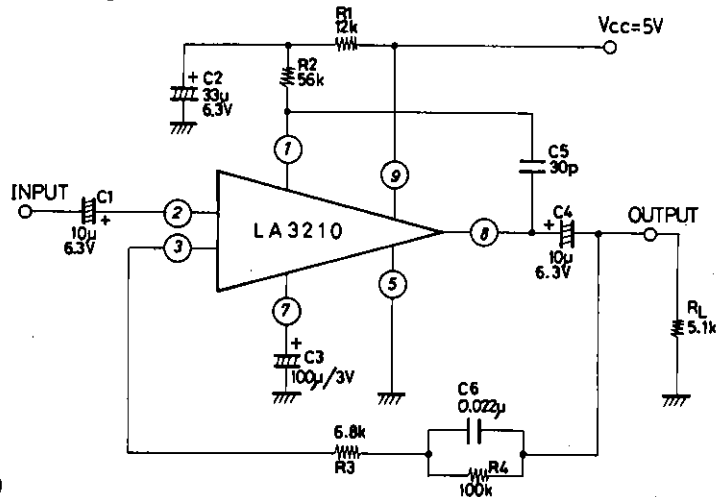 R1
12k
Vcc=5V
R2
56k
+ C2
33μ
6.3V
1
9
C5
30p
INPUT
C1
+
10μ
6.3V
2
3
LA3210
8
+ C4
10μ
6.3V
OUTPUT
7
5
+
C3
100μ/3V
RL
5.1k
C6
0.022μ
6.8k
R3
R4
100k
)